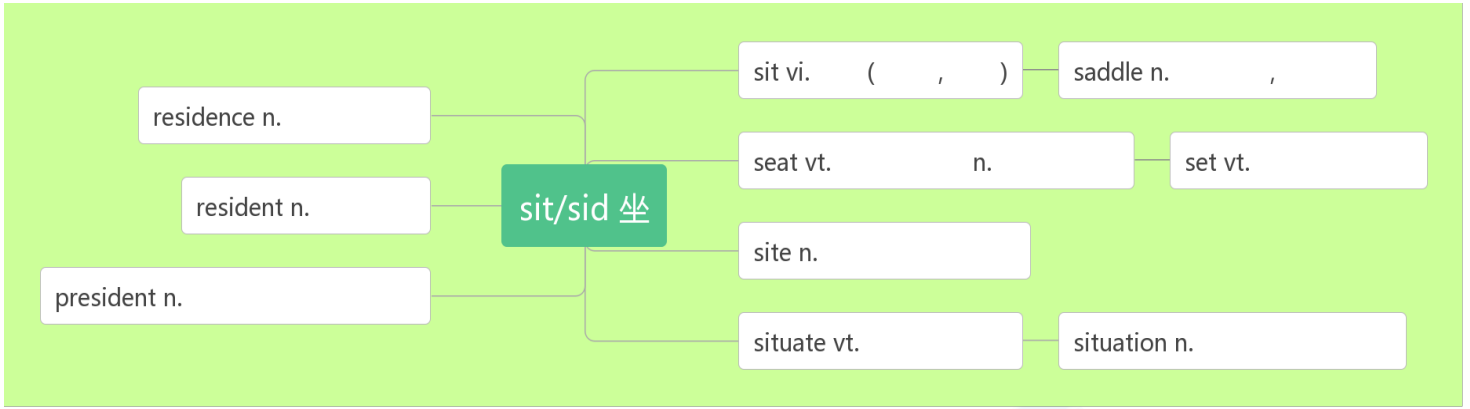 residence n.
resident n.
president n.
sit/sid 坐
sit vi. ( , )
saddle n. ,
seat vt. n.
set vt.
site n.
situate vt.
situation n.